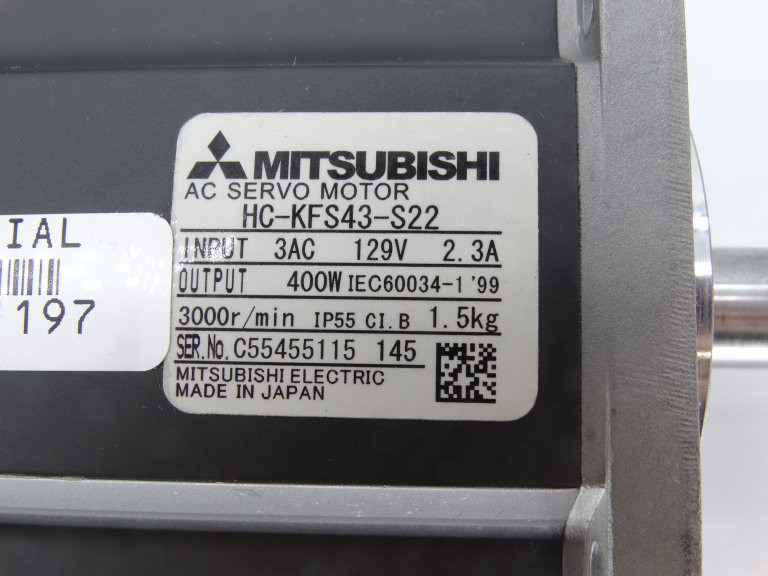 MITSUBISHI
AC SERVO MOTOR
HC-KFS43-S22
INPUT 3AC 129V 2.3A
OUTPUT 400W IEC60034-1 '99
3000r/min IP55 CI.B 1.5kg
SER.No. C55455115 145
MITSUBISHI ELECTRIC
MADE IN JAPAN
IAL
197